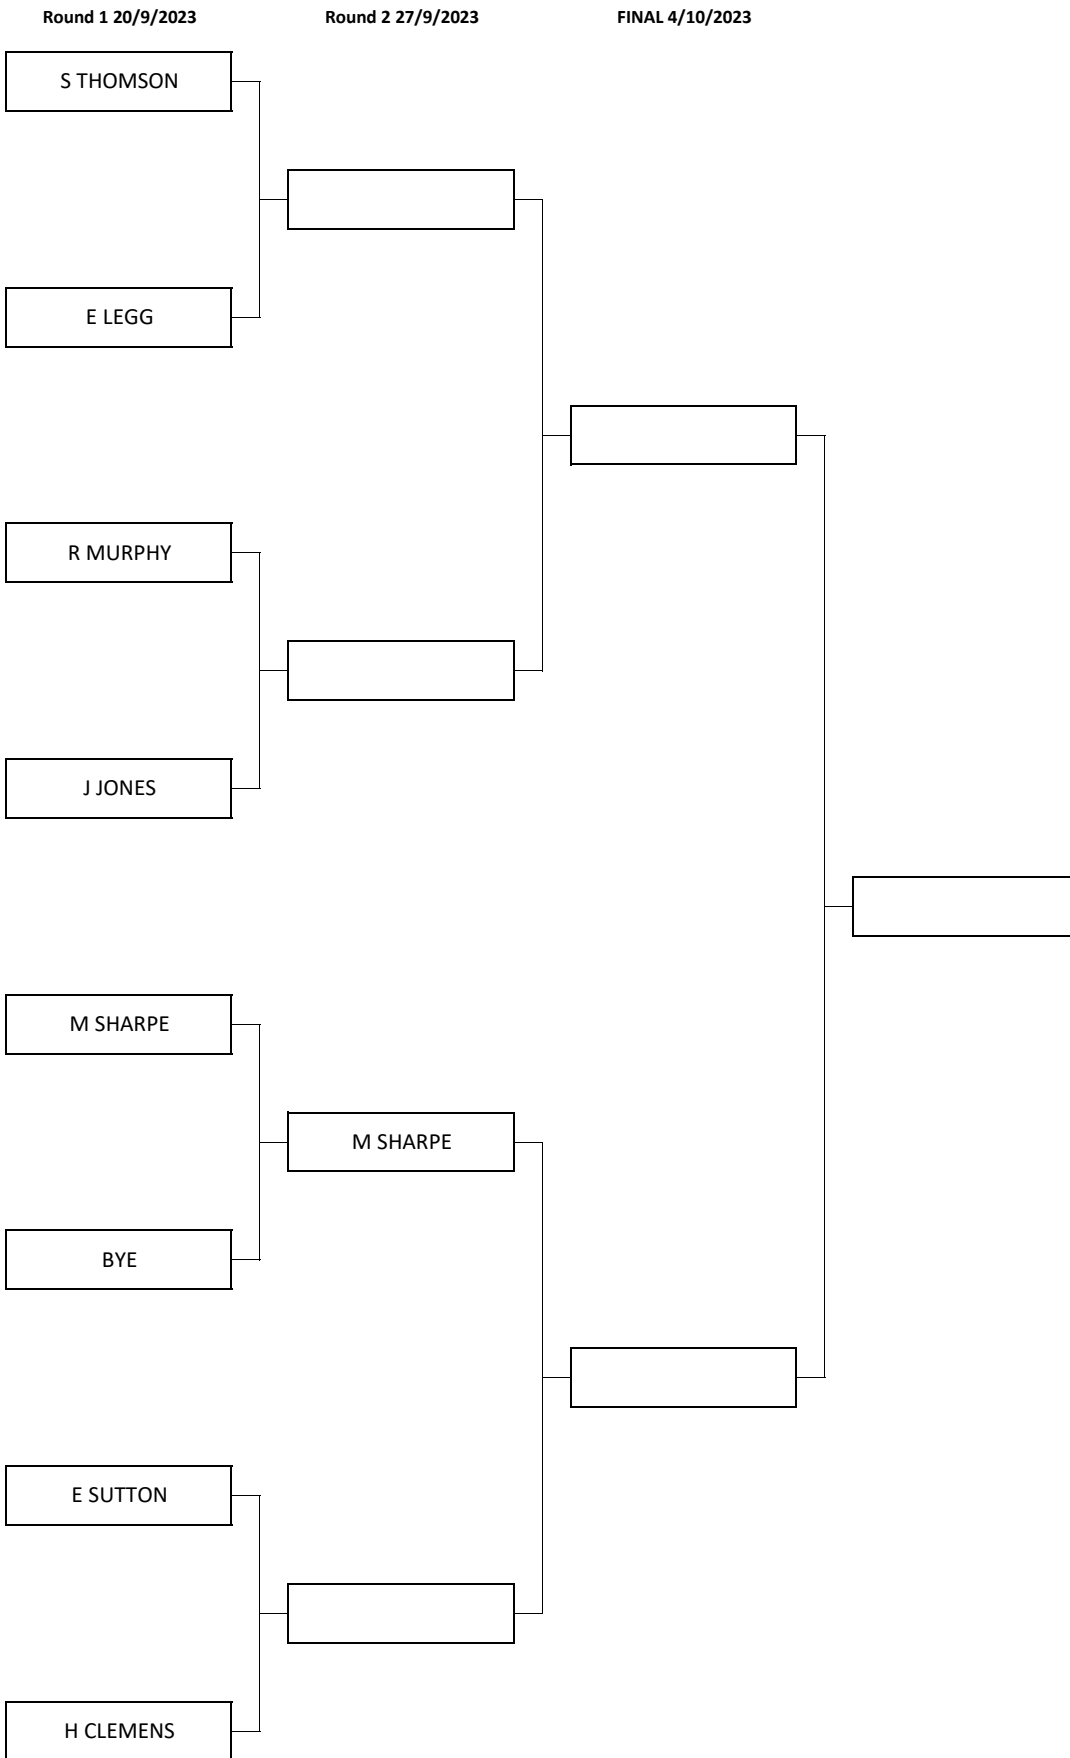 Round 1 20/9/2023
Round 2 27/9/2023
FINAL 4/10/2023
S THOMSON
E LEGG
R MURPHY
J JONES
M SHARPE
M SHARPE
BYE
E SUTTON
H CLEMENS